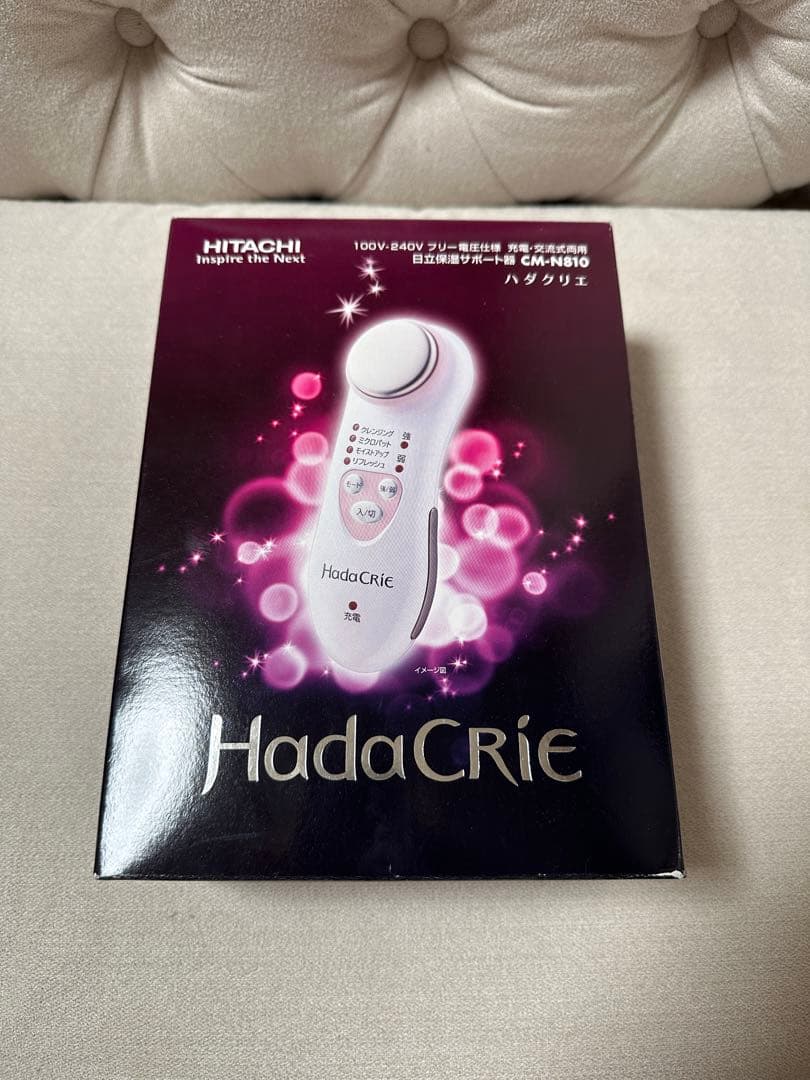 HITACHI
Inspire the Next
100V-240V フリー電圧仕様 充電・交流式両用
日立保湿サポート器 CM-N810
ハダクリエ
クレンジング
ミクロパット
モイストアップ
リフレッシュ
強
弱
モード
強/弱
入/切
HadaCRiE
充電
イメージ図
HadaCRiE